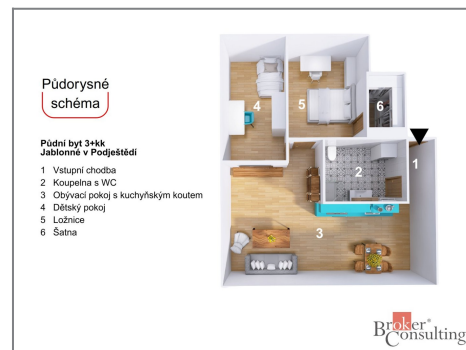 Půdorysné
schéma
Půdní byt 3+kk
Jablonné v Podještědí
1 Vstupní chodba
2 Koupelna s WC
3 Obývací pokoj s kuchyňským koutem
4 Dětský pokoj
5 Ložnice
6 Šatna
4
5
6
1
2
3
Broker
Consulting